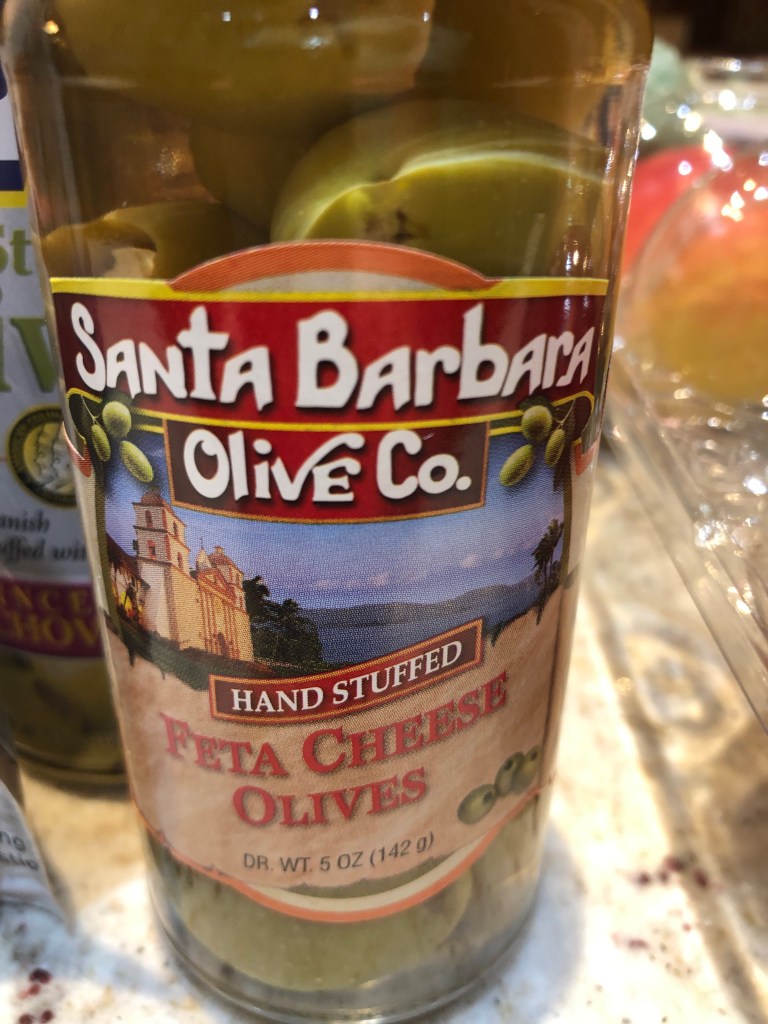 Santa Barbara
Olive Co.
HAND STUFFED
FETA CHEESE
OLIVES
DR. WT. 5 OZ (142 g)